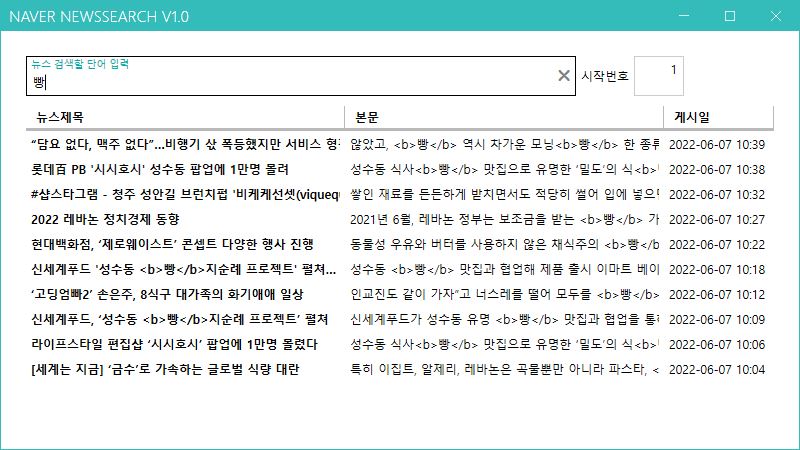 NAVER NEWSSEARCH V1.0
뉴스 검색할 단어 입력
빵
시작번호 1
뉴스제목 본문 게시일
“담요 없다, 맥주 없다”...비행기 삯 폭등했지만 서비스 형 않았고, <b>빵</b> 역시 차가운 모닝<b>빵</b> 한 종류 2022-06-07 10:39
롯데百 PB '시시호시' 성수동 팝업에 1만명 몰려 성수동 식사<b>빵</b> 맛집으로 유명한 ‘밀도’의 식<b> 2022-06-07 10:38
#샵스타그램 - 청주 성안길 브런치펍 '비케케선셋(viquequ 쌓인 재료를 든든하게 받치면서도 적당히 썰어 입에 넣으 2022-06-07 10:32
2022 레바논 정치경제 동향 2021년 6월, 레바논 정부는 보조금을 받는 <b>빵</b> 가 2022-06-07 10:27
현대백화점, ‘제로웨이스트’ 콘셉트 다양한 행사 진행 동물성 우유와 버터를 사용하지 않은 채식주의 <b>빵</b> 2022-06-07 10:22
신세계푸드 '성수동 <b>빵</b>지순례 프로젝트' 펼쳐... 성수동 <b>빵</b> 맛집과 협업해 제품 출시 이마트 베이 2022-06-07 10:18
‘고딩엄빠2’ 손은주, 8식구 대가족의 화기애애 일상 인교진도 같이 가자”고 너스레를 떨어 모두를 <b>빵</b> 2022-06-07 10:12
신세계푸드, ‘성수동 <b>빵</b>지순례 프로젝트’ 펼쳐 신세계푸드가 성수동 유명 <b>빵</b> 맛집과 협업을 통해 2022-06-07 10:09
라이프스타일 편집샵 ‘시시호시’ 팝업에 1만명 몰렸다 성수동 식사<b>빵</b> 맛집으로 유명한 ‘밀도’의 식<b> 2022-06-07 10:06
[세계는 지금] ‘금수’로 가속하는 글로벌 식량 대란 특히 이집트, 알제리, 레바논은 곡물뿐만 아니라 파스타, < 2022-06-07 10:04